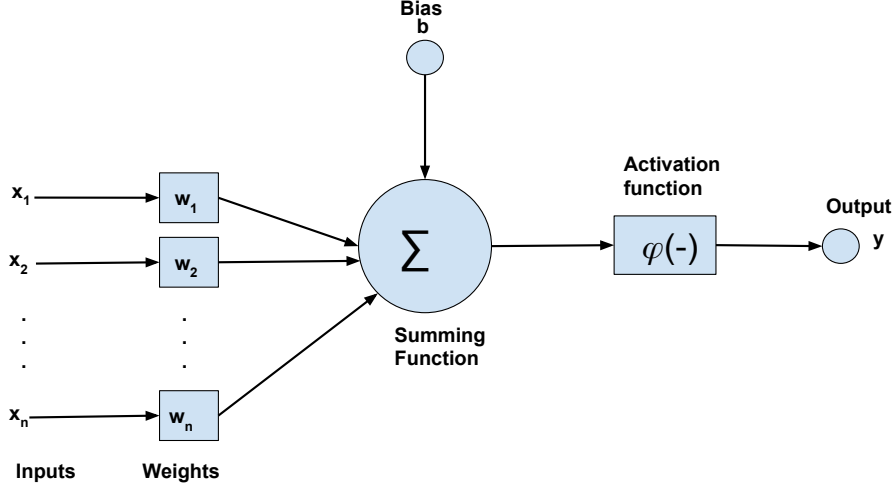 Bias
b
Activation
function
x₁
w₁
Output
y
x₂
w₂
∑
φ(-)
.
.
.
.
.
.
Summing
Function
xₙ
wₙ
Inputs
Weights